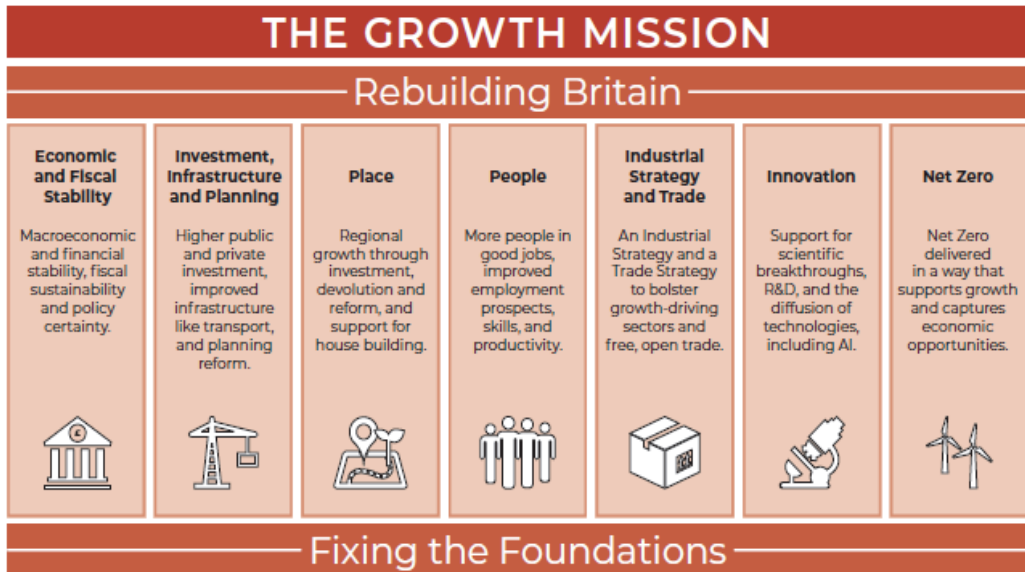 THE GROWTH MISSION
Rebuilding Britain
Economic
and Fiscal
Stability
Macroeconomic
and financial
stability, fiscal
sustainability
and policy
certainty.
Investment,
Infrastructure
and Planning
Higher public
and private
investment,
improved
infrastructure
like transport,
and planning
reform.
Place
Regional
growth through
investment,
devolution and
reform, and
support for
house building.
People
More people in
good jobs,
improved
employment
prospects,
skills, and
productivity.
Industrial
Strategy
and Trade
An Industrial
Strategy and a
Trade Strategy
to bolster
growth-driving
sectors and
free, open trade.
Innovation
Support for
scientific
breakthroughs,
R&D, and the
diffusion of
technologies,
including AI.
Net Zero
Net Zero
delivered
in a way that
supports growth
and captures
economic
opportunities.
£
Fixing the Foundations